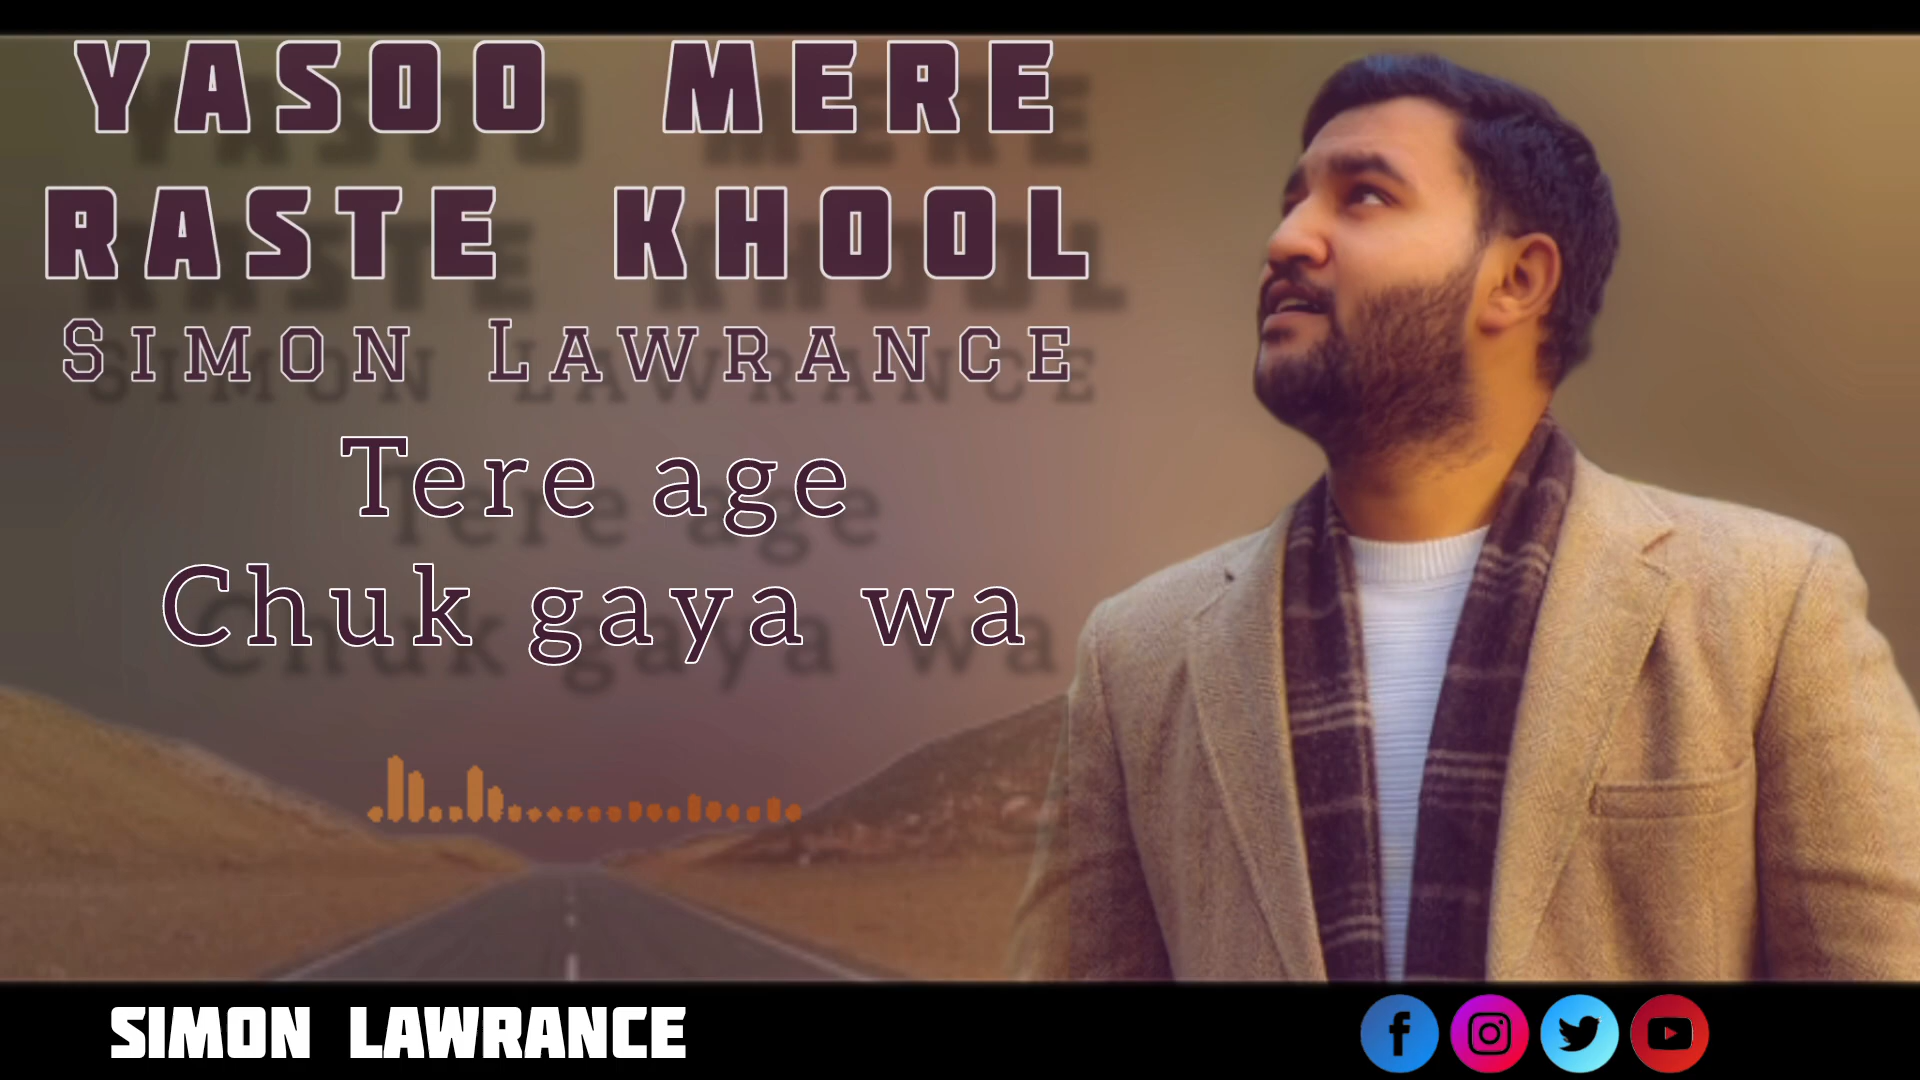 YASOO MERE
RASTE KHOOL
SIMON LAWRANCE
Tere age
Chuk gaya wa
SIMON LAWRANCE